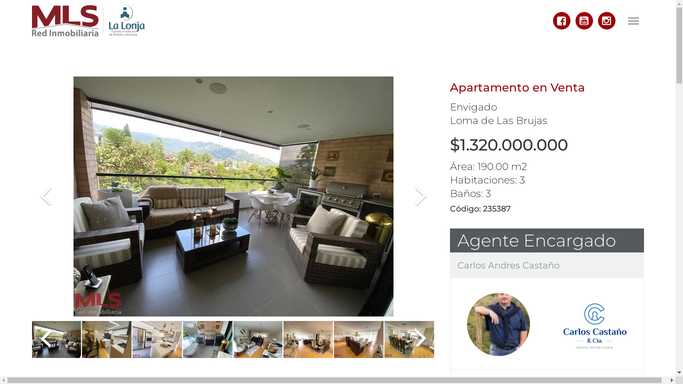 MLS
Red Inmobiliaria
La Lonja
Apartamento en Venta
Envigado
Loma de Las Brujas
$1.320.000.000
Área: 190.00 m2
Habitaciones: 3
Baños: 3
Código: 235387
Agente Encargado
Carlos Andres Castaño
MLS
Red Inmobiliaria
Carlos Castaño
& Cía.